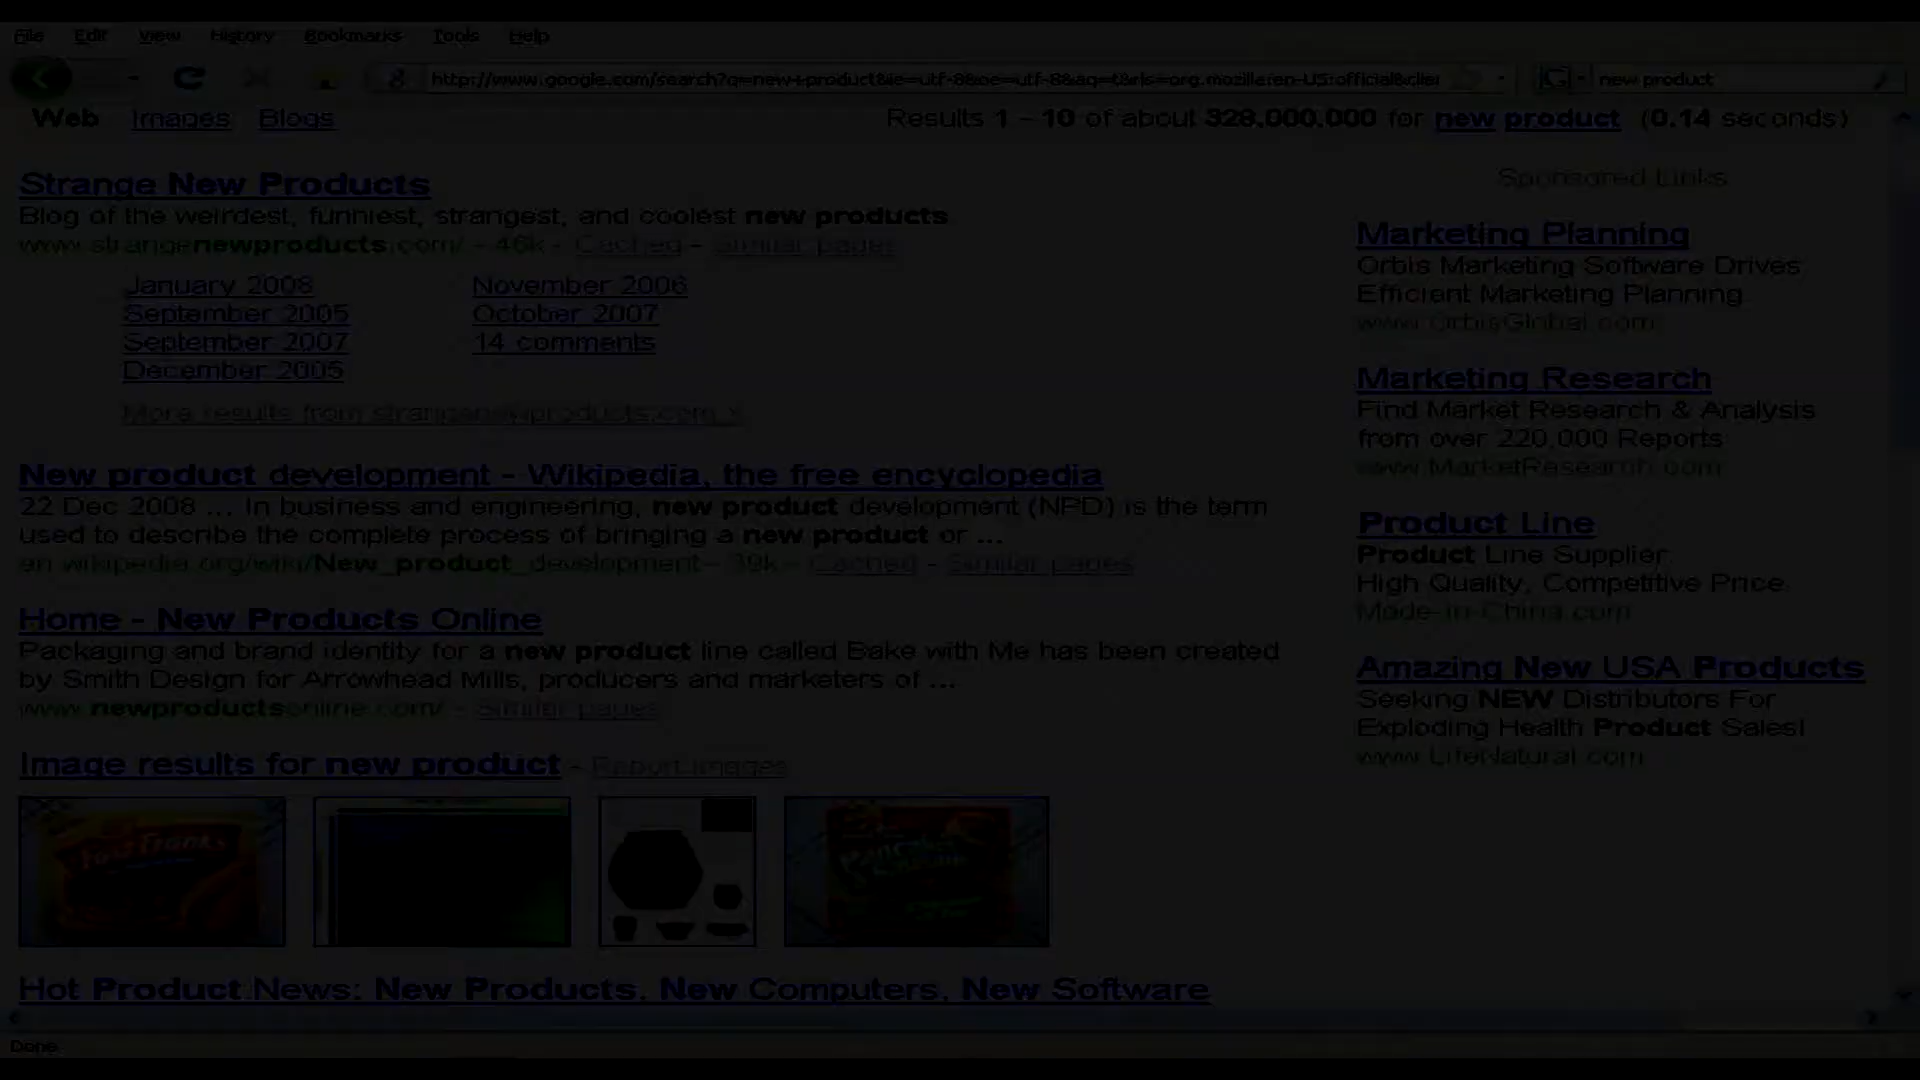 File Edit View History Bookmarks Tools Help
http://www.google.com/search?q=new+product&ie=utf-8&oe=utf-8&aq=t&rls=org.mozilla:en-US:official&clier new product
Web Images Blogs Results 1 - 10 of about 328,000,000 for new product (0.14 seconds)
Strange New Products
Blog of the weirdest, funniest, strangest, and coolest new products.
www.strangenewproducts.com/ - 46k - Cached - Similar pages
January 2008 November 2006
September 2005 October 2007
September 2007 14 comments
December 2005
More results from strangenewproducts.com »
New product development - Wikipedia, the free encyclopedia
22 Dec 2008 ... In business and engineering, new product development (NPD) is the term
used to describe the complete process of bringing a new product or ...
en.wikipedia.org/wiki/New_product_development - 39k - Cached - Similar pages
Home - New Products Online
Packaging and brand identity for a new product line called Bake with Me has been created
by Smith Design for Arrowhead Mills, producers and marketers of ...
www.newproductsonline.com/ - Similar pages
Image results for new product - Report images
Fast Franks
Pancakes
Hot Product News: New Products, New Computers, New Software
Sponsored Links
Marketing Planning
Orbis Marketing Software Drives
Efficient Marketing Planning
www.OrbisGlobal.com
Marketing Research
Find Market Research & Analysis
from over 220,000 Reports
www.MarketResearch.com
Product Line
Product Line Supplier.
High Quality, Competitive Price.
Made-in-China.com
Amazing New USA Products
Seeking NEW Distributors For
Exploding Health Product Sales!
www.LifeNatural.com
Done